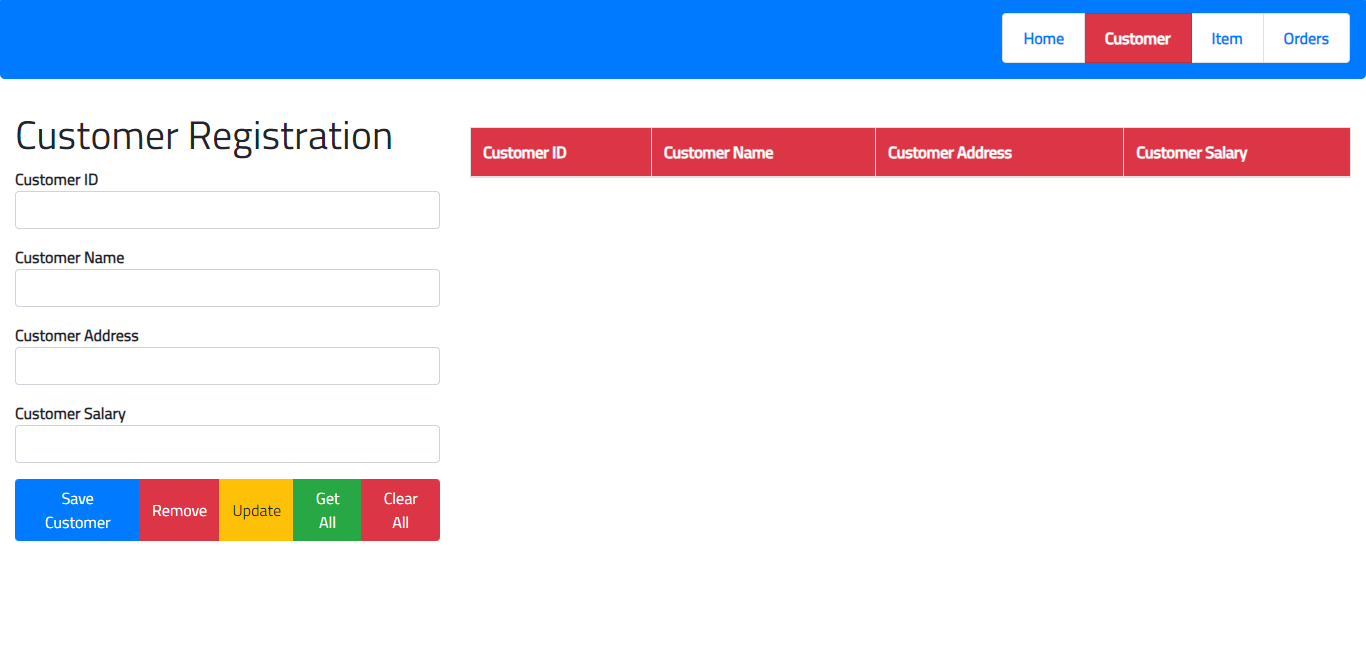 Home Customer Item Orders
Customer Registration
Customer ID
Customer Name
Customer Address
Customer Salary
Save
Customer
Remove
Update
Get
All
Clear
All
Customer ID Customer Name Customer Address Customer Salary